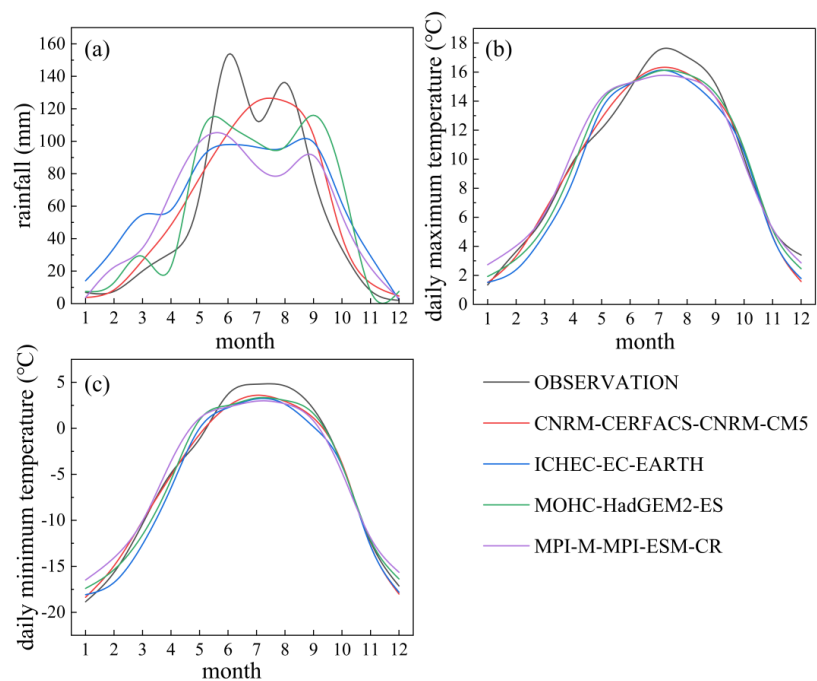 (a)
rainfall (mm)
160
140
120
100
80
60
40
20
0
1 2 3 4 5 6 7 8 9 10 11 12
month
(b)
daily maximum temperature (℃)
18
16
14
12
10
8
6
4
2
0
1 2 3 4 5 6 7 8 9 10 11 12
month
(c)
daily minimum temperature (℃)
5
0
-5
-10
-15
-20
1 2 3 4 5 6 7 8 9 10 11 12
month
OBSERVATION
CNRM-CERFACS-CNRM-CM5
ICHEC-EC-EARTH
MOHC-HadGEM2-ES
MPI-M-MPI-ESM-CR